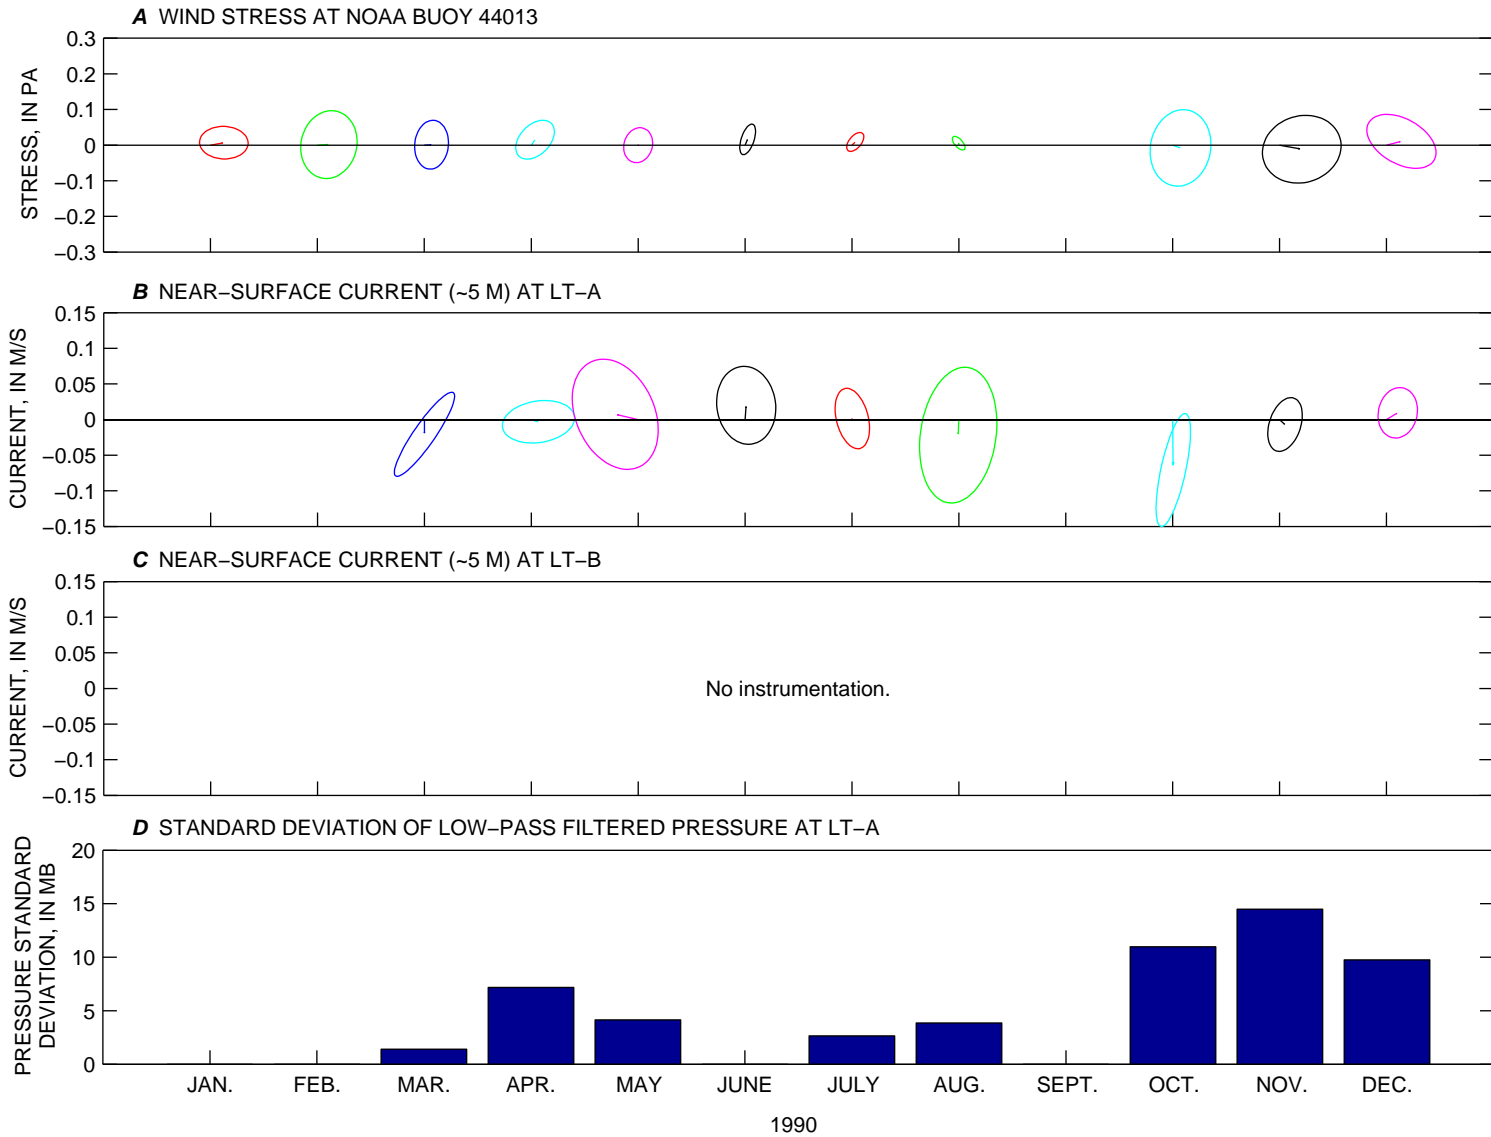 A WIND STRESS AT NOAA BUOY 44013
STRESS, IN PA
0.3
0.2
0.1
0
−0.1
−0.2
−0.3
B NEAR−SURFACE CURRENT (~5 M) AT LT−A
CURRENT, IN M/S
0.15
0.1
0.05
0
−0.05
−0.1
−0.15
C NEAR−SURFACE CURRENT (~5 M) AT LT−B
CURRENT, IN M/S
0.15
0.1
0.05
0
−0.05
−0.1
−0.15
No instrumentation.
D STANDARD DEVIATION OF LOW−PASS FILTERED PRESSURE AT LT−A
PRESSURE STANDARD
DEVIATION, IN MB
20
15
10
5
0
JAN. FEB. MAR. APR. MAY JUNE JULY AUG. SEPT. OCT. NOV. DEC.
1990